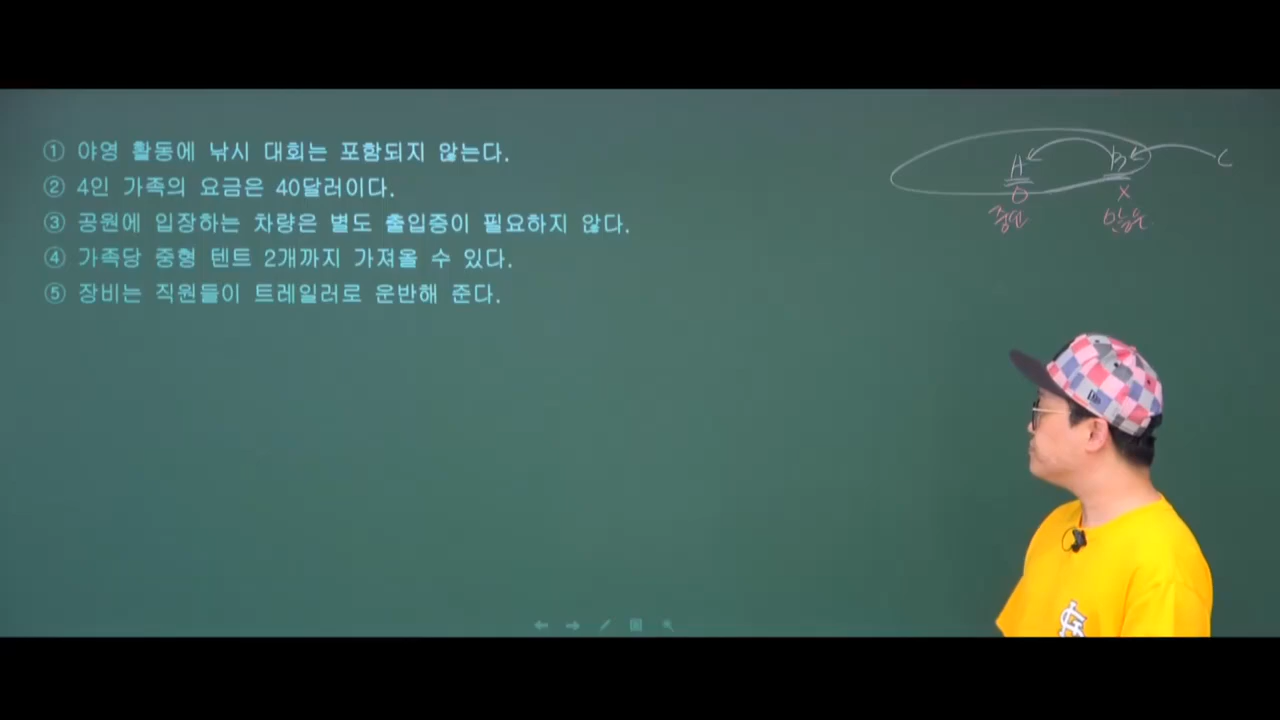 ① 야영 활동에 낚시 대회는 포함되지 않는다.
② 4인 가족의 요금은 40달러이다.
③ 공원에 입장하는 차량은 별도 출입증이 필요하지 않다.
④ 가족당 중형 텐트 2개까지 가져올 수 있다.
⑤ 장비는 직원들이 트레일러로 운반해 준다.
A B C
O X